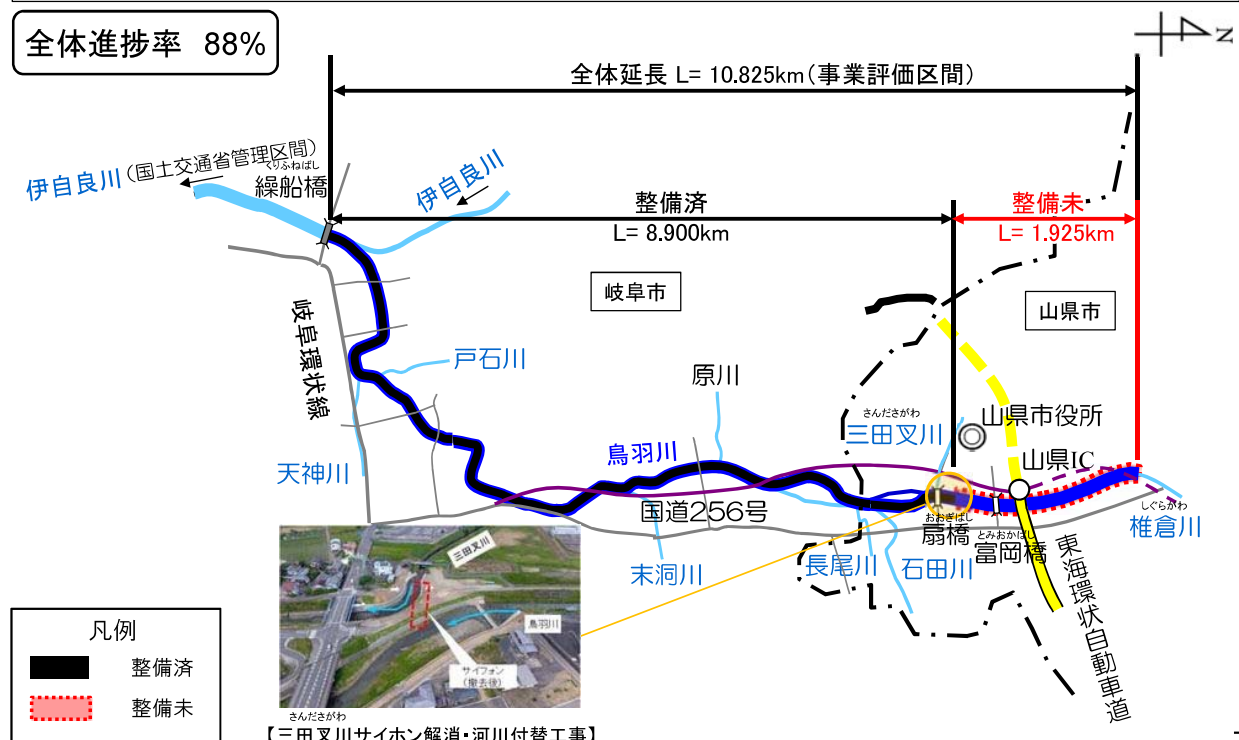 全体進捗率 88%
N
全体延長 L= 10.825km(事業評価区間)
伊自良川(国土交通省管理区間)
くりふねばし
繰船橋
伊自良川
整備済
L= 8.900km
整備未
L= 1.925km
岐阜市
山県市
岐阜環状線
戸石川
原川
さんださがわ
三田叉川
山県市役所
鳥羽川
山県IC
天神川
国道256号
おおぎばし
扇橋
とみおかばし
富岡橋
しぐらがわ
椎倉川
末洞川
長尾川
石田川
東海環状自動車道
三田叉川
鳥羽川
サイフォン
(撤去後)
さんださがわ
【三田叉川サイホン解消・河川付替工事】
凡例
整備済
整備未